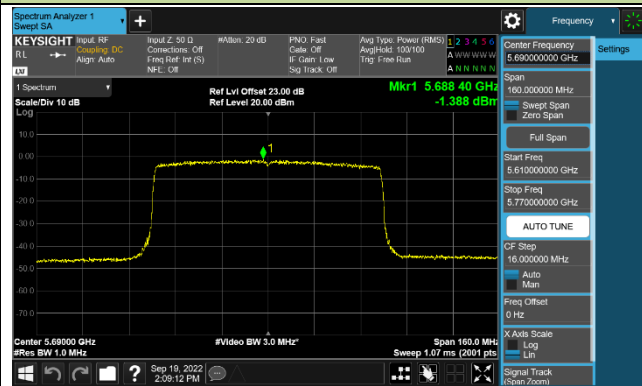 Spectrum Analyzer 1
Swept SA
+
Frequency
KEYSIGHT
RL
LXI
Input: RF
Coupling: DC
Align: Auto
Input Z: 50 Ω
Corrections: Off
Freq Ref: Int (S)
NFE: Off
#Atten: 20 dB
PNO: Fast
Gate: Off
IF Gain: Low
Sig Track: Off
Avg Type: Power (RMS)
Avg|Hold: 100/100
Trig: Free Run
1 2 3 4 5 6
A W W W W W
A N N N N N
1 Spectrum
Scale/Div 10 dB
Log
Ref Lvl Offset 23.00 dB
Ref Level 20.00 dBm
Mkr1 5.688 40 GHz
-1.388 dBm
1
10.0
0.00
-10.0
-20.0
-30.0
-40.0
-50.0
-60.0
-70.0
Center 5.69000 GHz
#Res BW 1.0 MHz
#Video BW 3.0 MHz*
Span 160.0 MHz
Sweep 1.07 ms (2001 pts)
Sep 19, 2022
2:09:12 PM
?
Center Frequency
5.690000000 GHz
Span
160.000000 MHz
Swept Span
Zero Span
Full Span
Start Freq
5.610000000 GHz
Stop Freq
5.770000000 GHz
AUTO TUNE
CF Step
16.000000 MHz
Auto
Man
Freq Offset
0 Hz
X Axis Scale
Log
Lin
Signal Track
(Span Zoom)
Settings